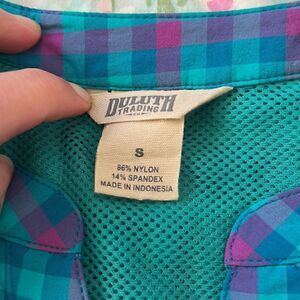 DULUTH
TRADING
S
86% NYLON
14% SPANDEX
MADE IN INDONESIA